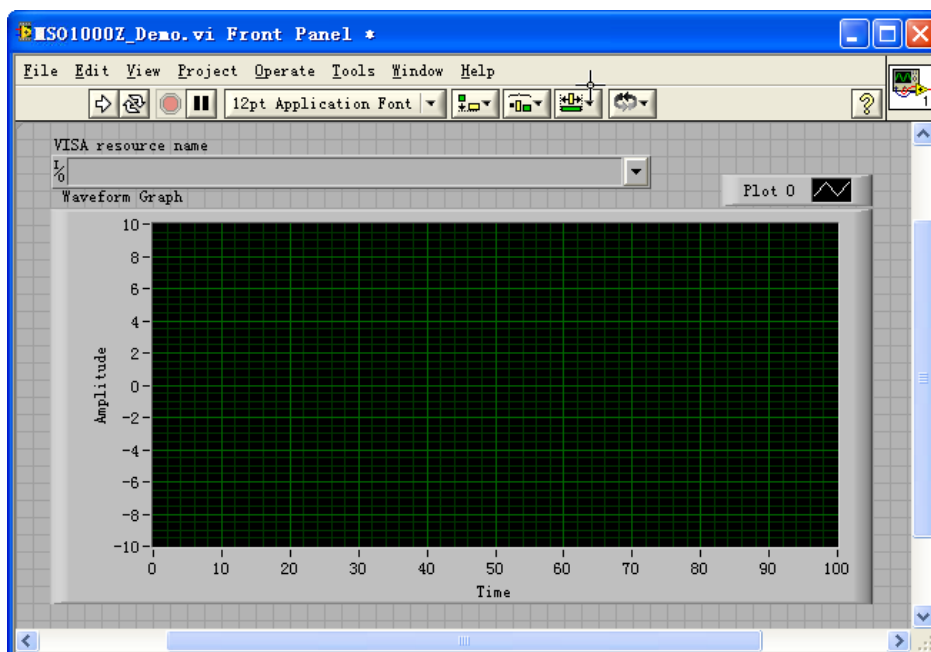 MSO1000Z_Demo.vi Front Panel *
File Edit View Project Operate Tools Window Help
12pt Application Font
?
1
VISA resource name
I/O
Waveform Graph
Plot 0
10
8
6
4
2
0
-2
-4
-6
-8
-10
Amplitude
0 10 20 30 40 50 60 70 80 90 100
Time